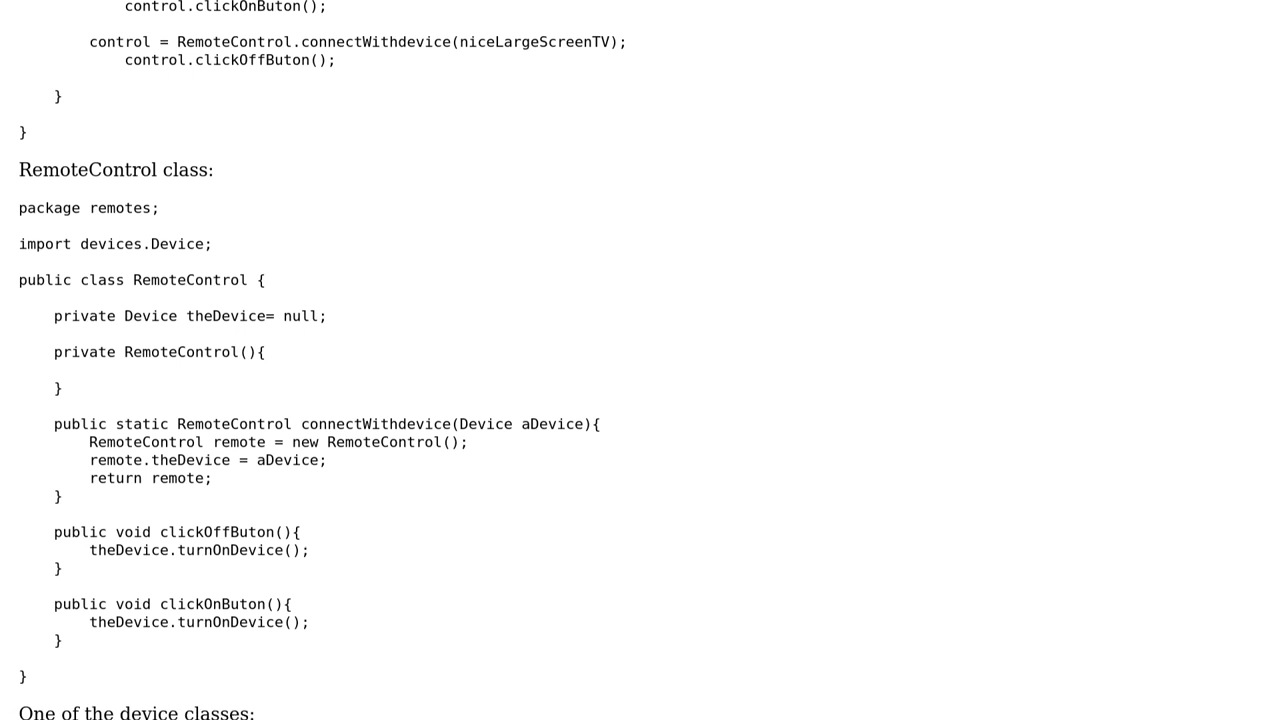 control.clickOnButon();
control = RemoteControl.connectWithdevice(niceLargeScreenTV);
control.clickOffButon();
}
}
RemoteControl class:
package remotes;
import devices.Device;
public class RemoteControl {
private Device theDevice= null;
private RemoteControl(){
}
public static RemoteControl connectWithdevice(Device aDevice){
RemoteControl remote = new RemoteControl();
remote.theDevice = aDevice;
return remote;
}
public void clickOffButon(){
theDevice.turnOnDevice();
}
public void clickOnButon(){
theDevice.turnOnDevice();
}
}
One of the device classes: